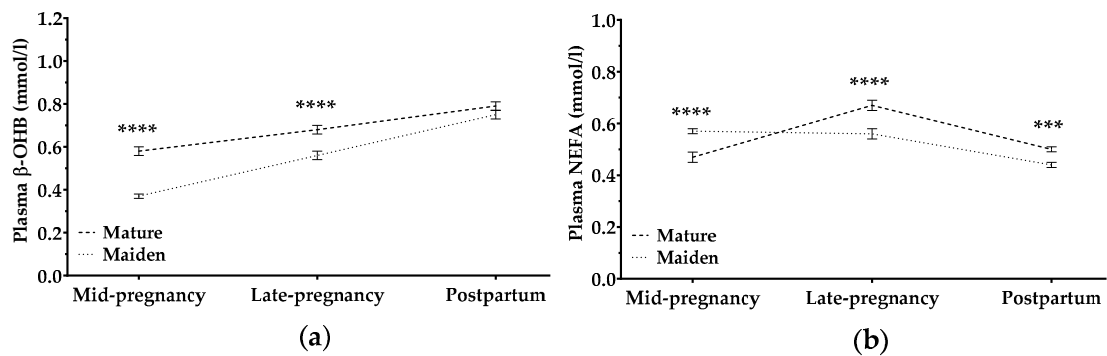 Plasma β-OHB (mmol/l)
1.2
1.0
0.8
0.6
0.4
0.2
0.0
****
****
Mature
Maiden
Mid-pregnancy
Late-pregnancy
Postpartum
(a)
Plasma NEFA (mmol/l)
1.0
0.8
0.6
0.4
0.2
0.0
****
****
***
Mature
Maiden
Mid-pregnancy
Late-pregnancy
Postpartum
(b)